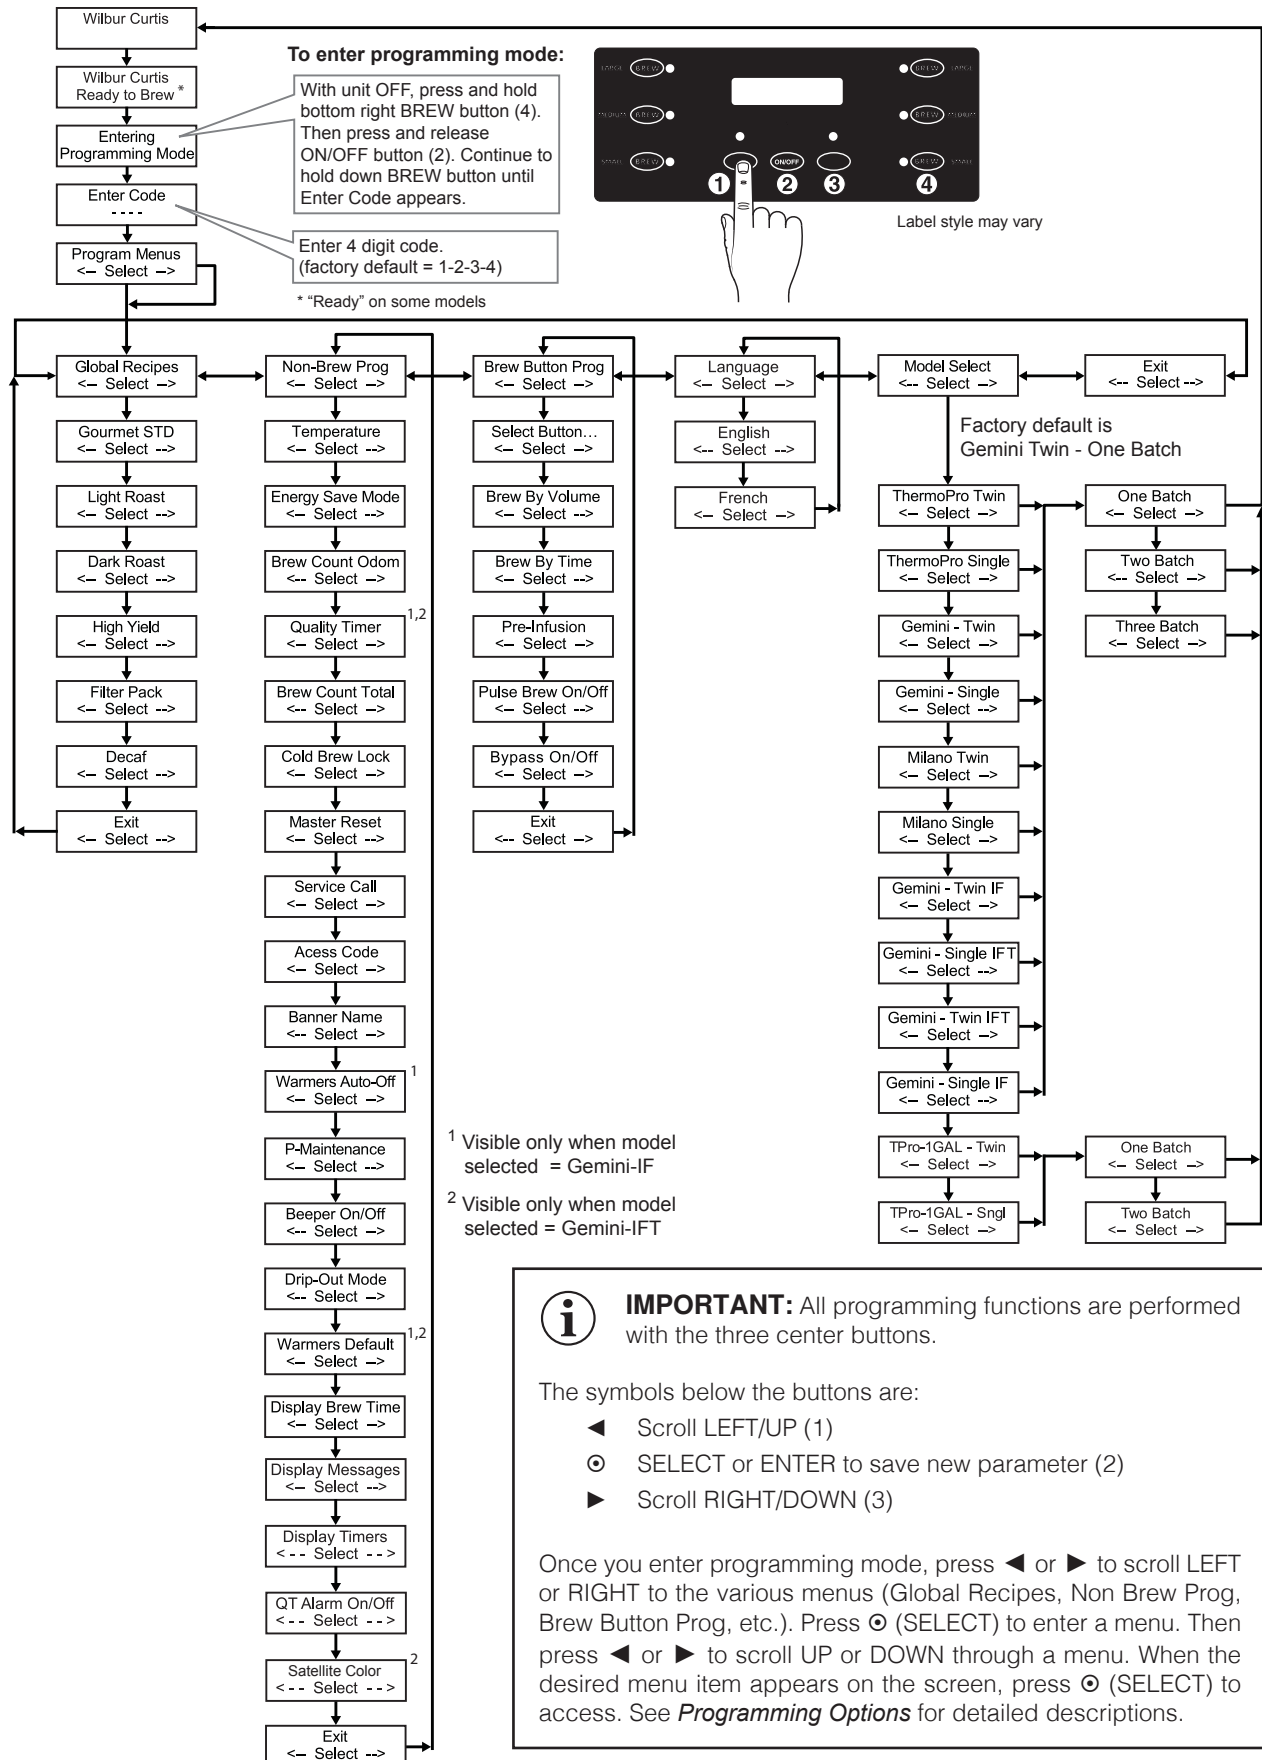 Wilbur Curtis
Wilbur Curtis
Ready to Brew *
Entering
Programming Mode
Enter Code
- - - -
Program Menus
<– Select –>
To enter programming mode:
With unit OFF, press and hold
bottom right BREW button (4).
Then press and release
ON/OFF button (2). Continue to
hold down BREW button until
Enter Code appears.
Enter 4 digit code.
(factory default = 1-2-3-4)
* "Ready" on some models
LARGE BREW
BREW LARGE
MEDIUM BREW
BREW MEDIUM
SMALL BREW
ON/OFF
BREW SMALL
1 2 3 4
Label style may vary
Global Recipes
<– Select -->
Gourmet STD
<– Select -->
Light Roast
<– Select -->
Dark Roast
<– Select -->
High Yield
<– Select -->
Filter Pack
<– Select -->
Decaf
<– Select -->
Exit
<– Select -->
Non-Brew Prog
<– Select -->
Temperature
<-- Select -->
Energy Save Mode
<– Select –>
Brew Count Odom
<-- Select –>
Quality Timer 1,2
<– Select –>
Brew Count Total
<-- Select –>
Cold Brew Lock
<– Select -->
Master Reset
<– Select -->
Service Call
<– Select –>
Acess Code
<– Select –>
Banner Name
<-- Select –>
Warmers Auto-Off 1
<– Select –>
P-Maintenance
<– Select –>
Beeper On/Off
<-- Select –>
Drip-Out Mode
<-- Select –>
Warmers Default 1,2
<– Select –>
Display Brew Time
<– Select –>
Display Messages
<– Select -->
Display Timers
< - - Select - - >
QT Alarm On/Off
< - - Select - - >
Satellite Color 2
< - - Select - - >
Exit
<– Select -->
Brew Button Prog
<– Select –>
Select Button…
<– Select –>
Brew By Volume
<– Select –>
Brew By Time
<– Select –>
Pre-Infusion
<– Select –>
Pulse Brew On/Off
<– Select –>
Bypass On/Off
<– Select –>
Exit
<-- Select –>
Language
<– Select –>
English
<-- Select –>
French
<– Select –>
Model Select
<– Select –>
Factory default is
Gemini Twin - One Batch
ThermoPro Twin
<– Select –>
ThermoPro Single
<– Select –>
Gemini - Twin
<– Select –>
Gemini - Single
<– Select -->
Milano Twin
<– Select –>
Milano Single
<– Select –>
Gemini - Twin IF
<– Select –>
Gemini - Single IFT
<– Select -->
Gemini - Twin IFT
<– Select -->
Gemini - Single IF
<– Select -->
TPro-1GAL - Twin
<– Select –>
TPro-1GAL - Sngl
<– Select –>
Exit
<-- Select -->
One Batch
<– Select –>
Two Batch
<-- Select –>
Three Batch
<– Select –>
One Batch
<– Select –>
Two Batch
<– Select –>
1 Visible only when model
selected = Gemini-IF
2 Visible only when model
selected = Gemini-IFT
i IMPORTANT: All programming functions are performed
with the three center buttons.
The symbols below the buttons are:
◄ Scroll LEFT/UP (1)
⊙ SELECT or ENTER to save new parameter (2)
► Scroll RIGHT/DOWN (3)
Once you enter programming mode, press ◄ or ► to scroll LEFT
or RIGHT to the various menus (Global Recipes, Non Brew Prog,
Brew Button Prog, etc.). Press ⊙ (SELECT) to enter a menu. Then
press ◄ or ► to scroll UP or DOWN through a menu. When the
desired menu item appears on the screen, press ⊙ (SELECT) to
access. See Programming Options for detailed descriptions.